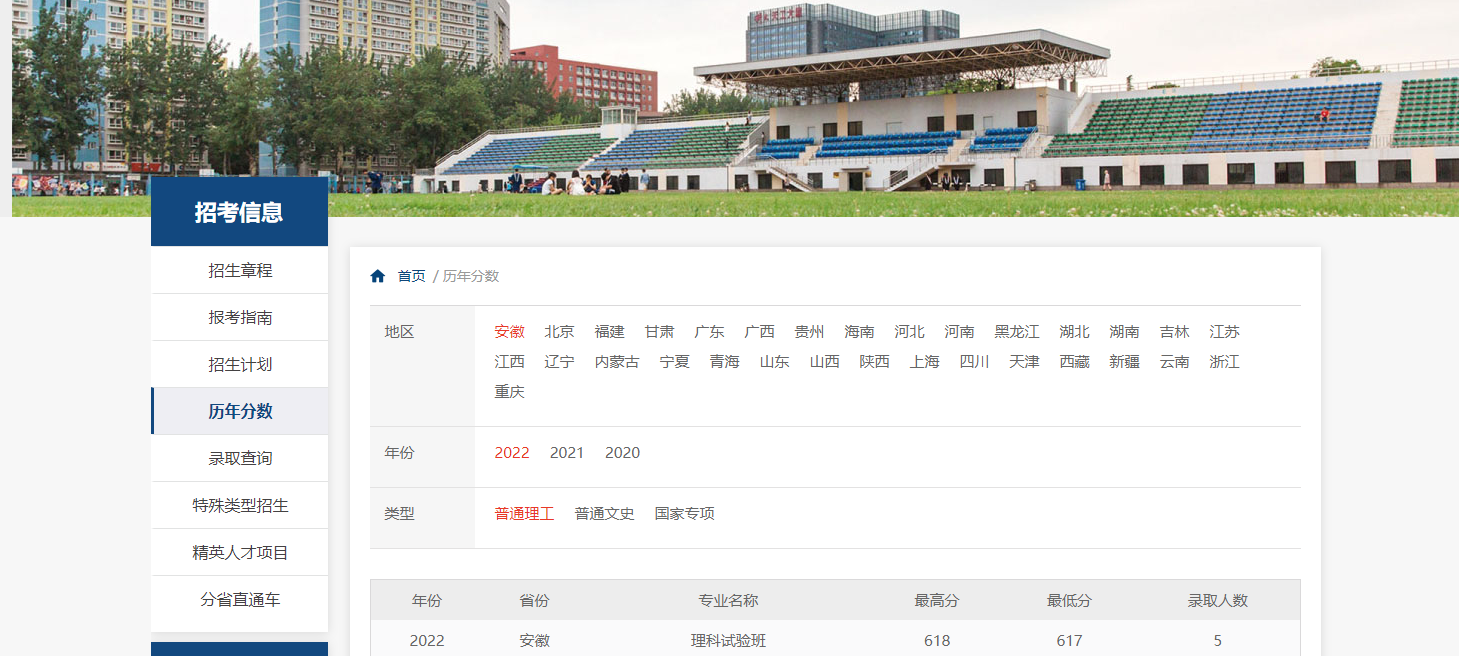 招考信息
招生章程
报考指南
招生计划
历年分数
录取查询
特殊类型招生
精英人才项目
分省直通车
首页 / 历年分数
地区
安徽 北京 福建 甘肃 广东 广西 贵州 海南 河北 河南 黑龙江 湖北 湖南 吉林 江苏
江西 辽宁 内蒙古 宁夏 青海 山东 山西 陕西 上海 四川 天津 西藏 新疆 云南 浙江
重庆
年份 2022 2021 2020
类型 普通理工 普通文史 国家专项
年份 省份 专业名称 最高分 最低分 录取人数
2022 安徽 理科试验班 618 617 5